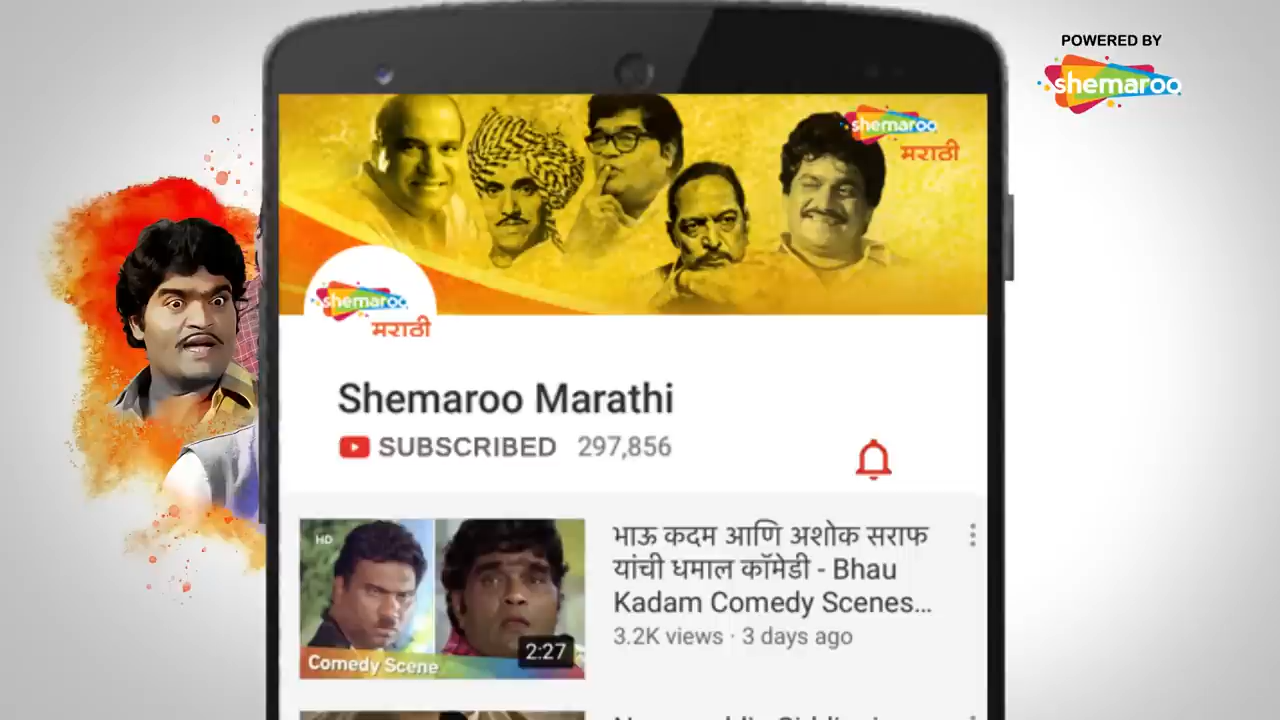 POWERED BY
shemaroo
shemaroo
मराठी
shemaroo
मराठी
Shemaroo Marathi
SUBSCRIBED 297,856
HD
Comedy Scene
2:27
भाऊ कदम आणि अशोक सराफ
यांची धमाल कॉमेडी - Bhau
Kadam Comedy Scenes...
3.2K views · 3 days ago